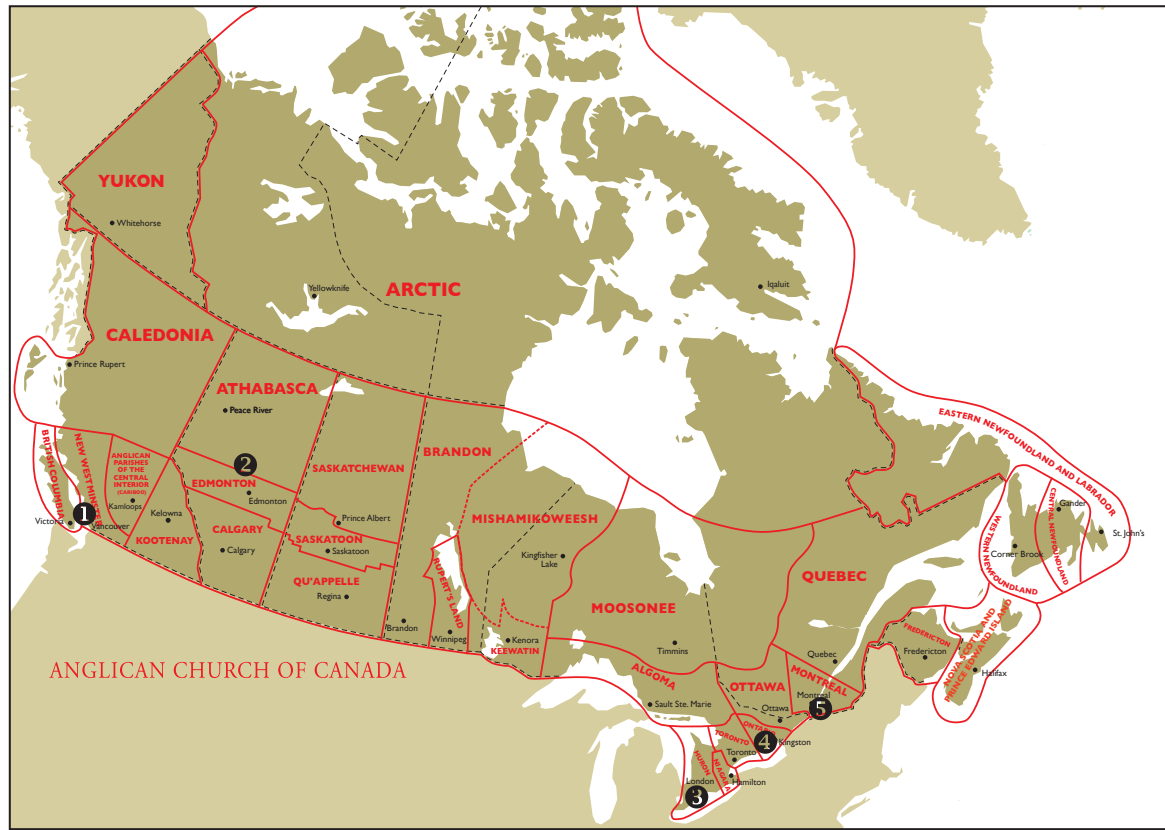 YUKON
Whitehorse
Yellowknife
ARCTIC
Iqaluit
CALEDONIA
Prince Rupert
ATHABASCA
Peace River
EASTERN NEWFOUNDLAND AND LABRADOR
BRITISH COLUMBIA
NEW WESTMINSTER
ANGLICAN
PARISHES
OF THE
CENTRAL
INTERIOR
(CARIBOO)
Kamloops
2
EDMONTON
Edmonton
SASKATCHEWAN
BRANDON
1
Victoria
Vancouver
Kelowna
KOOTENAY
CALGARY
Calgary
Prince Albert
SASKATOON
Saskatoon
QU'APPELLE
Regina
MISHAMIKOWEESH
Kingfisher
Lake
RUPERT'S LAND
Brandon
Winnipeg
Kenora
KEEWATIN
MOOSONEE
Timmins
QUEBEC
Quebec
WESTERN NEWFOUNDLAND
CENTRAL NEWFOUNDLAND
Gander
St. John's
Corner Brook
FREDERICTON
Fredericton
NOVA SCOTIA AND
PRINCE EDWARD ISLAND
Halifax
ANGLICAN CHURCH OF CANADA
ALGOMA
Sault Ste. Marie
OTTAWA
Ottawa
MONTREAL
Montreal
5
ONTARIO
4
Kingston
TORONTO
Toronto
HURON
NIAGARA
Hamilton
London
3